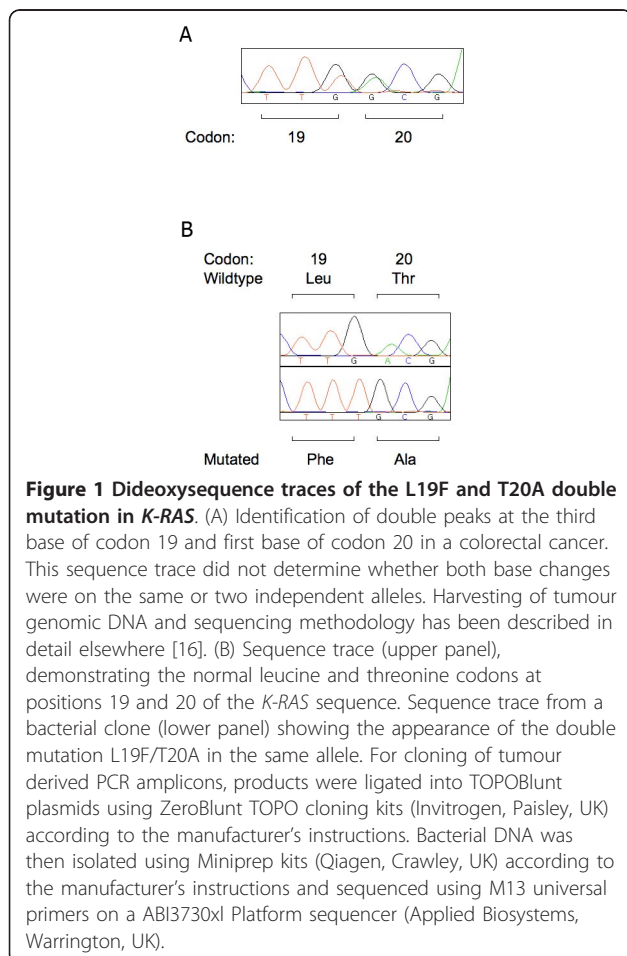 A
T T G G C G
Codon: 19 20
B
Codon: 19 20
Wildtype Leu Thr
T T G A C G
T T T G C G
Mutated Phe Ala
Figure 1 Dideoxysequence traces of the L19F and T20A double
mutation in K-RAS. (A) Identification of double peaks at the third
base of codon 19 and first base of codon 20 in a colorectal cancer.
This sequence trace did not determine whether both base changes
were on the same or two independent alleles. Harvesting of tumour
genomic DNA and sequencing methodology has been described in
detail elsewhere [16]. (B) Sequence trace (upper panel),
demonstrating the normal leucine and threonine codons at
positions 19 and 20 of the K-RAS sequence. Sequence trace from a
bacterial clone (lower panel) showing the appearance of the double
mutation L19F/T20A in the same allele. For cloning of tumour
derived PCR amplicons, products were ligated into TOPOBlunt
plasmids using ZeroBlunt TOPO cloning kits (Invitrogen, Paisley, UK)
according to the manufacturer's instructions. Bacterial DNA was
then isolated using Miniprep kits (Qiagen, Crawley, UK) according to
the manufacturer's instructions and sequenced using M13 universal
primers on a ABI3730xl Platform sequencer (Applied Biosystems,
Warrington, UK).